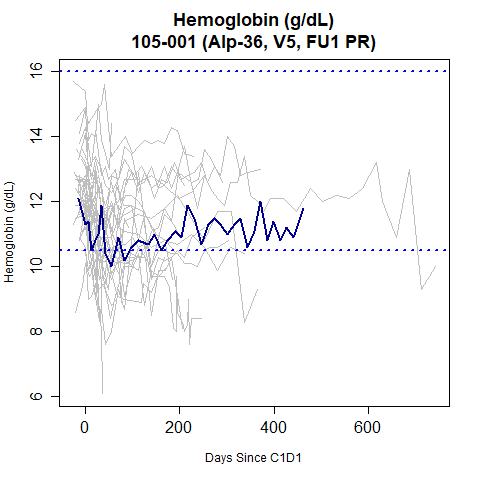 Hemoglobin (g/dL)
105-001 (Alp-36, V5, FU1 PR)
Hemoglobin (g/dL)
16
14
12
10
8
6
0 200 400 600
Days Since C1D1